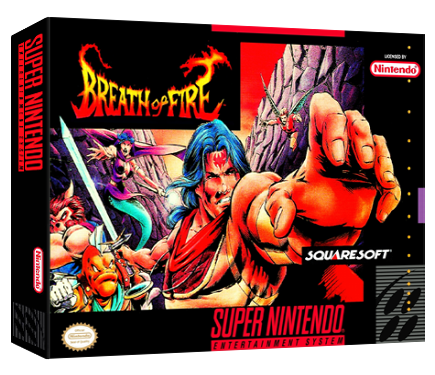 SUPER NINTENDO
Nintendo
BREATH OF FIRE
LICENSED BY
Nintendo
SQUARESOFT
SUPER NINTENDO
ENTERTAINMENT SYSTEM